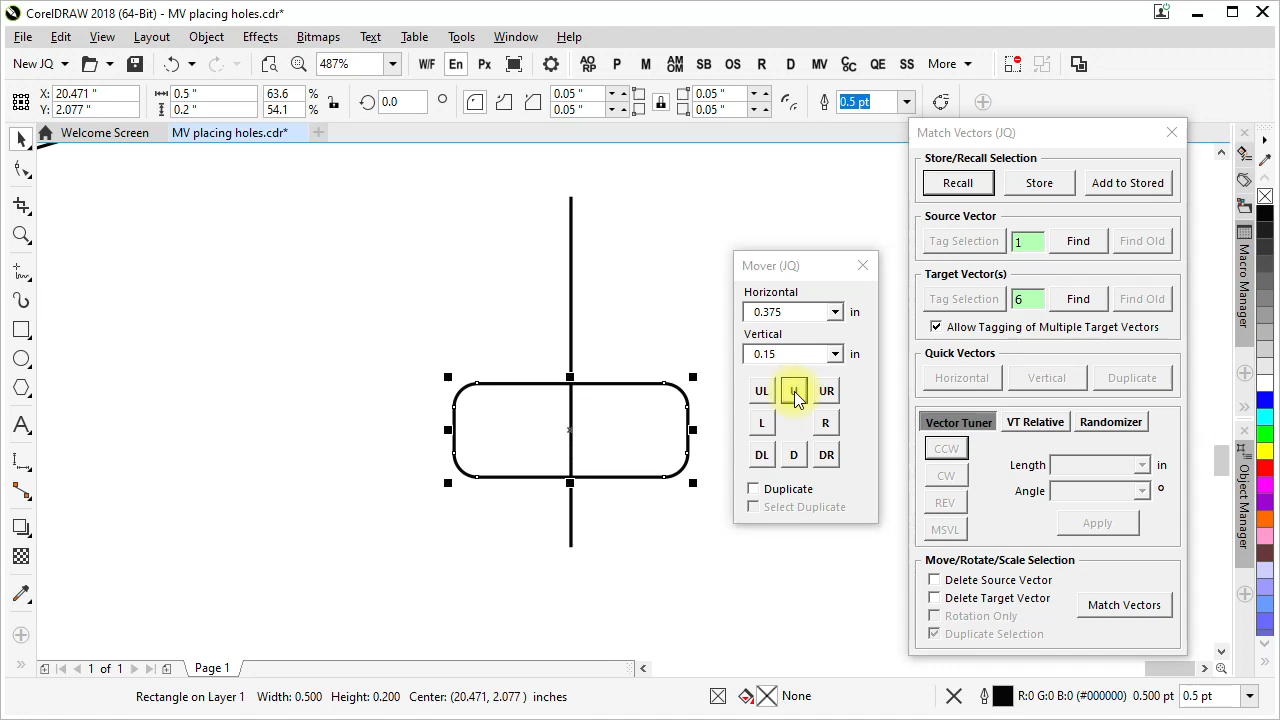 CorelDRAW 2018 (64-Bit) - MV placing holes.cdr*
File Edit View Layout Object Effects Bitmaps Text Table Tools Window Help
New JQ 487% W/F En Px AO RP P M AM OM SB OS R D MV QE SS More
X: 20.471 " 0.5 " 63.6 % 0.0 ° 0.05 " 0.05 " 0.05 " 0.05 " 0.5 pt
Y: 2.077 " 0.2 " 54.1 % 0.05 " 0.05 "
Welcome Screen MV placing holes.cdr*
Match Vectors (JQ)
Store/Recall Selection
Recall Store Add to Stored
Source Vector
Tag Selection 1 Find Find Old
Target Vector(s)
Tag Selection 6 Find Find Old
Allow Tagging of Multiple Target Vectors
Quick Vectors
Horizontal Vertical Duplicate
Vector Tuner VT Relative Randomizer
CCW
CW
REV
MSVL
Length in
Angle °
Apply
Move/Rotate/Scale Selection
Delete Source Vector
Delete Target Vector
Rotation Only
Duplicate Selection
Match Vectors
Mover (JQ)
Horizontal
0.375 in
Vertical
0.15 in
UL U UR
L R
DL D DR
Duplicate
Select Duplicate
Macro Manager
Object Manager
1 of 1 Page 1
Rectangle on Layer 1 Width: 0.500 Height: 0.200 Center: (20.471, 2.077 ) inches None R:0 G:0 B:0 (#000000) 0.500 pt 0.5 pt